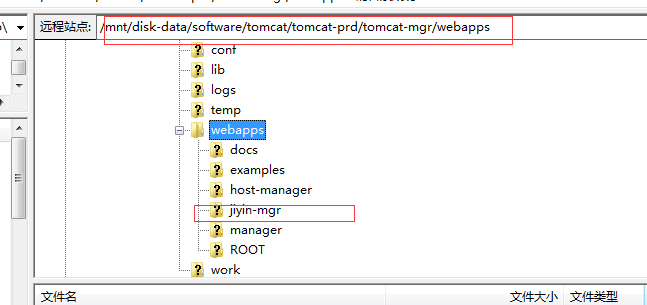 远程站点: /mnt/disk-data/software/tomcat/tomcat-prd/tomcat-mgr/webapps
conf
lib
logs
temp
webapps
docs
examples
host-manager
jiyin-mgr
manager
ROOT
work
文件名 文件大小 文件类型